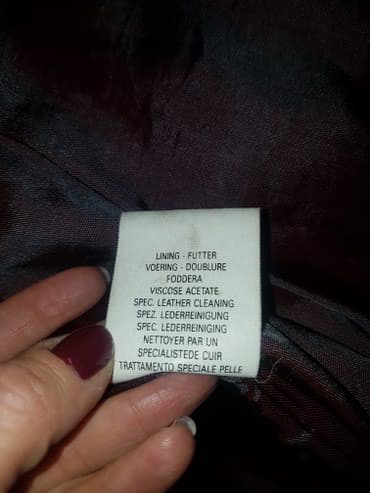 LINING - FUTTER
VOERING - DOUBLURE
FODDERA
VISCOSE ACETATE
SPEC. LEATHER CLEANING
SPEZ. LEDERREINIGUNG
SPEC. LEDERREINIGING
NETTOYER PAR UN
SPECIALISTEDE CUIR
TRATTAMENTO SPECIALE PELLE